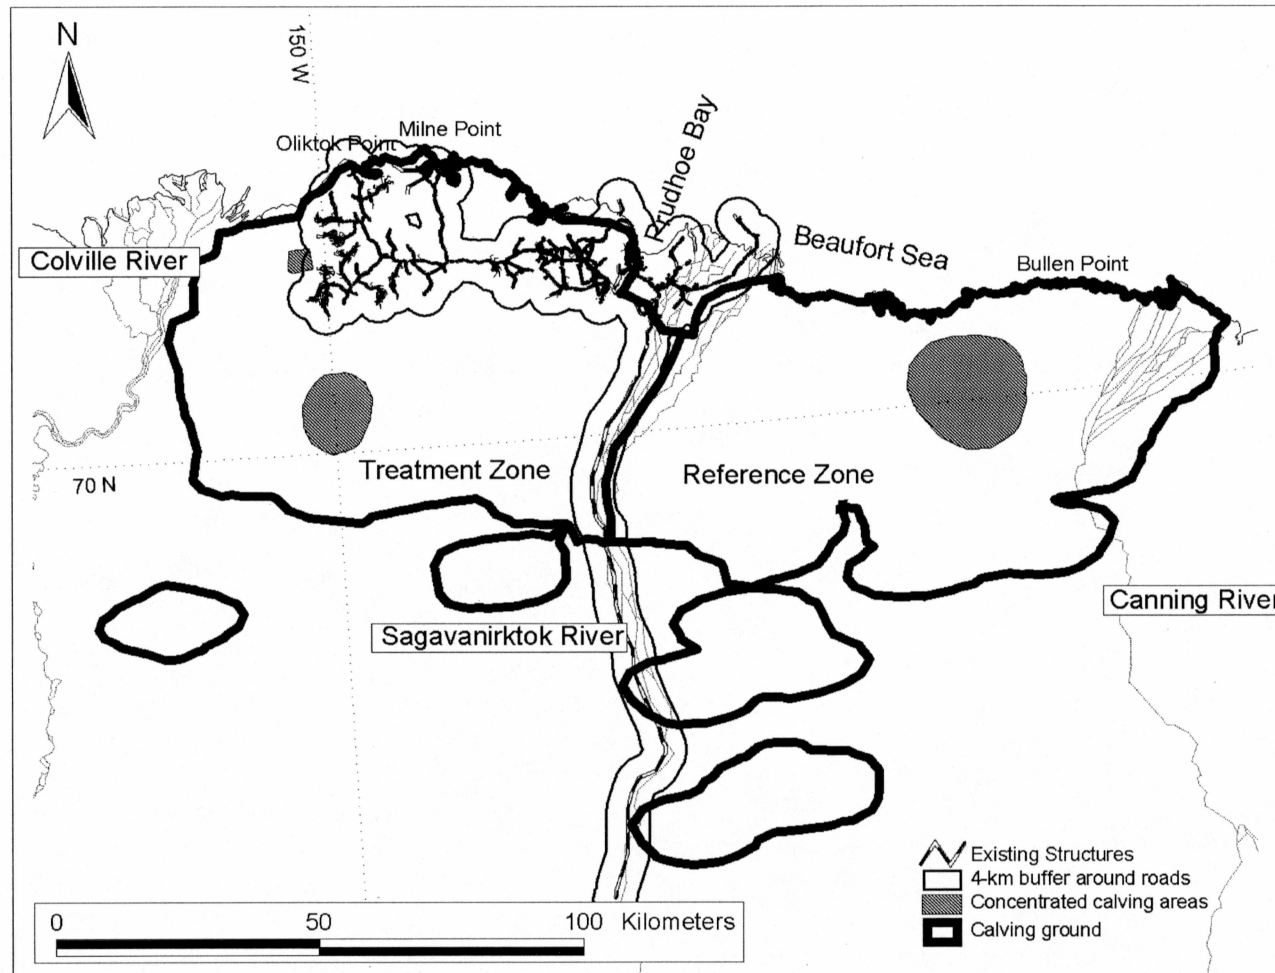 N
150 W
Milne Point
Oliktok Point
Prudhoe Bay
Beaufort Sea
Bullen Point
Colville River
Treatment Zone
Reference Zone
70 N
Canning River
Sagavanirktok River
Existing Structures
4-km buffer around roads
Concentrated calving areas
Calving ground
0 50 100 Kilometers